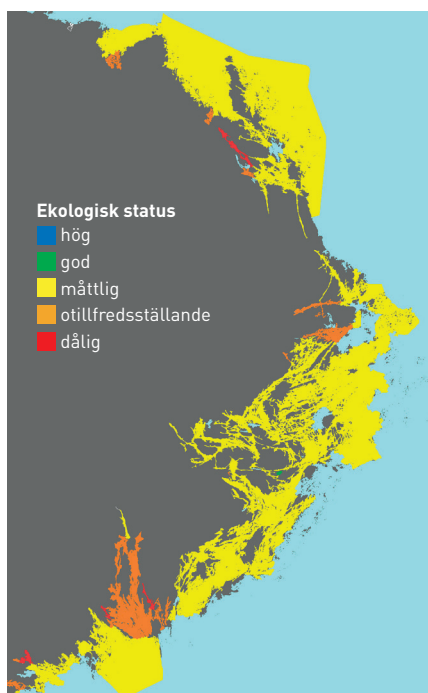 Ekologisk status
hög
god
måttlig
otillfredsställande
dålig